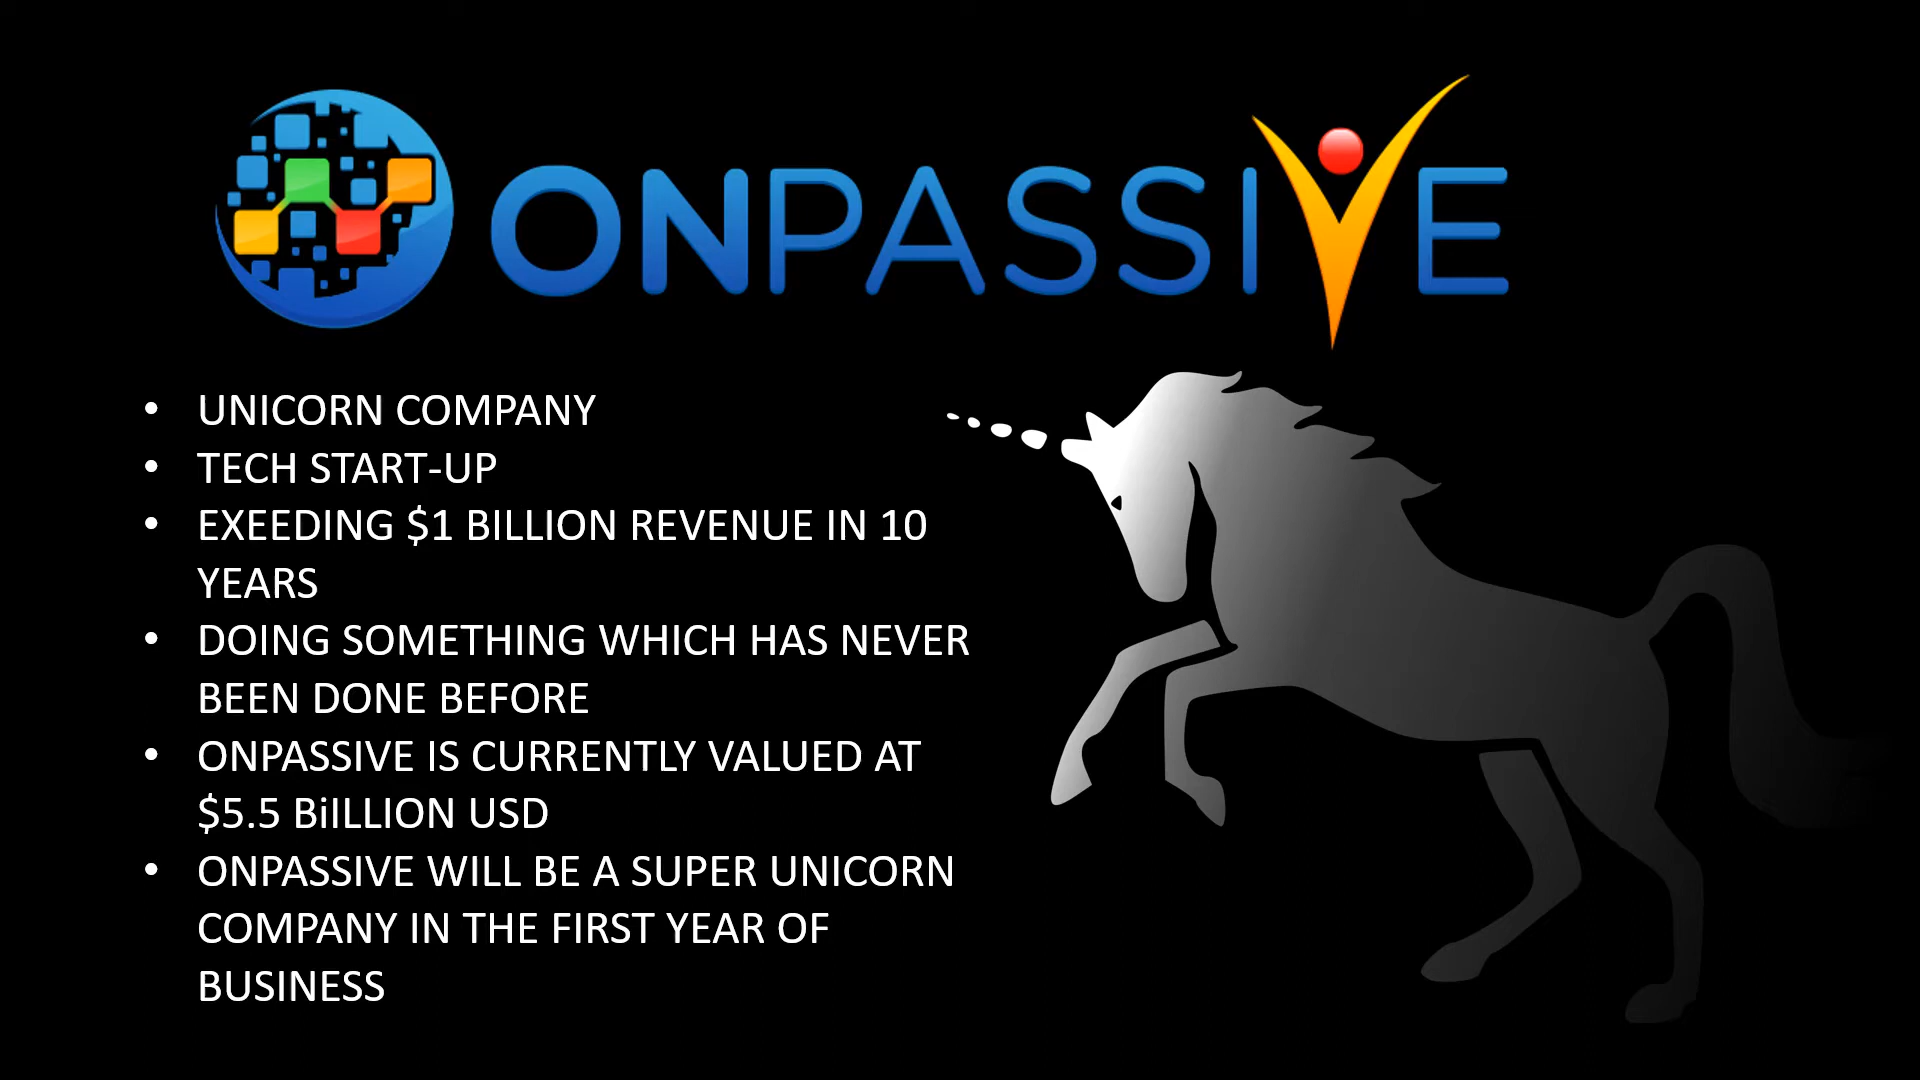 ONPASSIVE
• UNICORN COMPANY
• TECH START-UP
• EXEEDING $1 BILLION REVENUE IN 10
YEARS
• DOING SOMETHING WHICH HAS NEVER
BEEN DONE BEFORE
• ONPASSIVE IS CURRENTLY VALUED AT
$5.5 BiILLION USD
• ONPASSIVE WILL BE A SUPER UNICORN
COMPANY IN THE FIRST YEAR OF
BUSINESS